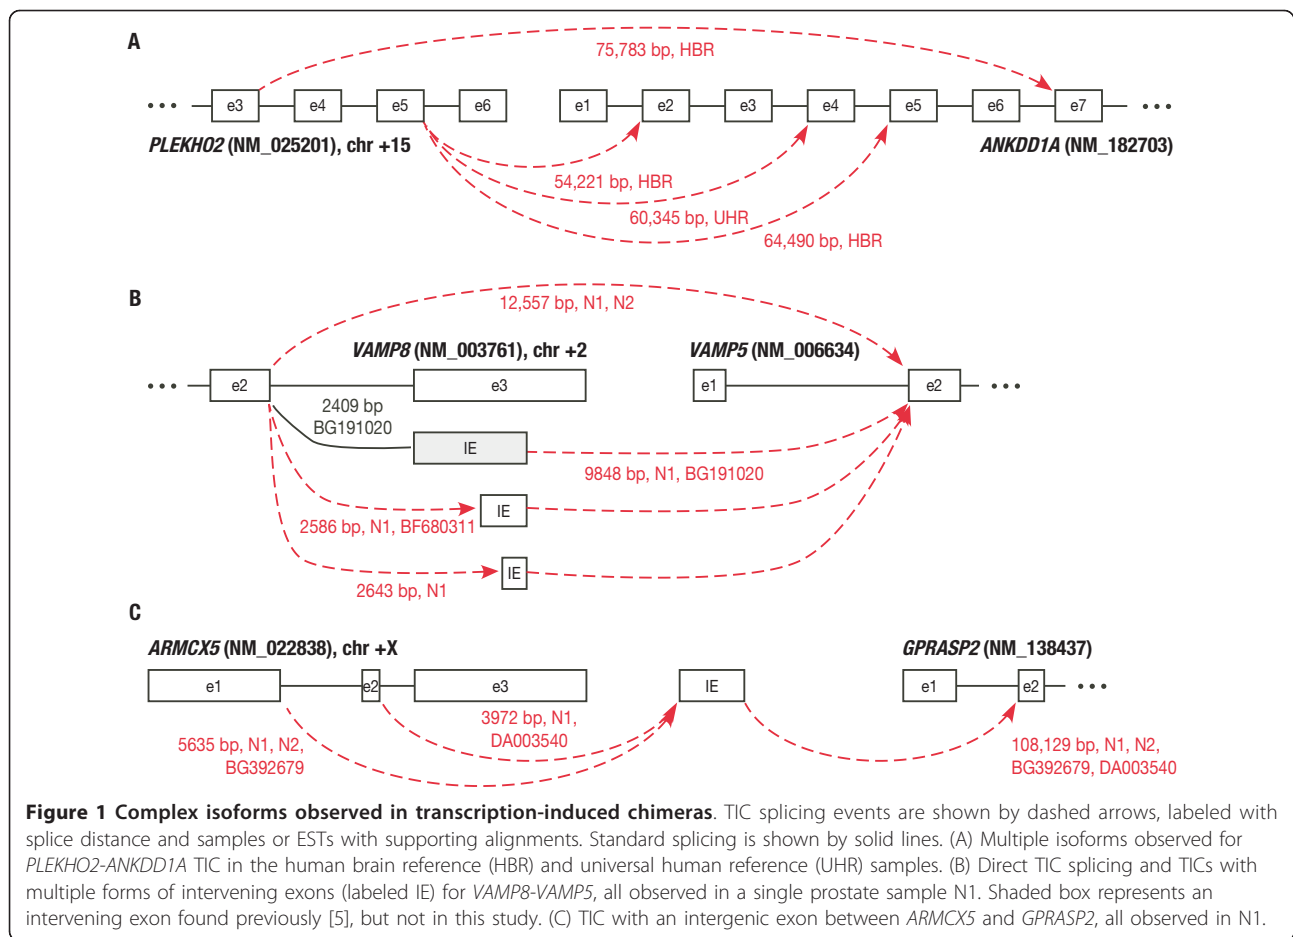 A
75,783 bp, HBR
••• e3 e4 e5 e6 e1 e2 e3 e4 e5 e6 e7 •••
PLEKHO2 (NM_025201), chr +15
ANKDD1A (NM_182703)
54,221 bp, HBR
60,345 bp, UHR
64,490 bp, HBR
B
12,557 bp, N1, N2
VAMP8 (NM_003761), chr +2
VAMP5 (NM_006634)
••• e2 e3 e1 e2 •••
2409 bp
BG191020
IE
9848 bp, N1, BG191020
IE
2586 bp, N1, BF680311
IE
2643 bp, N1
C
ARMCX5 (NM_022838), chr +X
GPRASP2 (NM_138437)
e1 e2 e3 IE e1 e2 •••
3972 bp, N1,
DA003540
5635 bp, N1, N2,
BG392679
108,129 bp, N1, N2,
BG392679, DA003540
Figure 1 Complex isoforms observed in transcription-induced chimeras. TIC splicing events are shown by dashed arrows, labeled with
splice distance and samples or ESTs with supporting alignments. Standard splicing is shown by solid lines. (A) Multiple isoforms observed for
PLEKHO2-ANKDD1A TIC in the human brain reference (HBR) and universal human reference (UHR) samples. (B) Direct TIC splicing and TICs with
multiple forms of intervening exons (labeled IE) for VAMP8-VAMP5, all observed in a single prostate sample N1. Shaded box represents an
intervening exon found previously [5], but not in this study. (C) TIC with an intergenic exon between ARMCX5 and GPRASP2, all observed in N1.